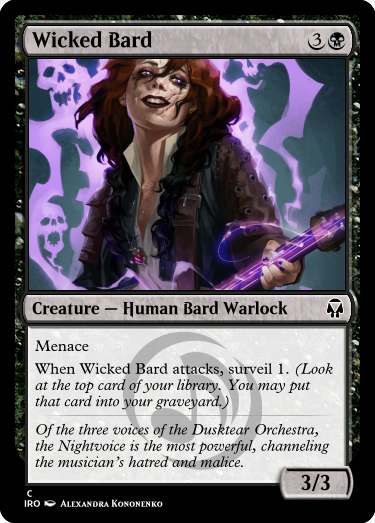 Wicked Bard 3
Creature — Human Bard Warlock
Menace
When Wicked Bard attacks, surveil 1. (Look
at the top card of your library. You may put
that card into your graveyard.)
Of the three voices of the Dusktear Orchestra,
the Nightvoice is the most powerful, channeling
the musician's hatred and malice.
3/3
C
IRO Alexandra Kononenko